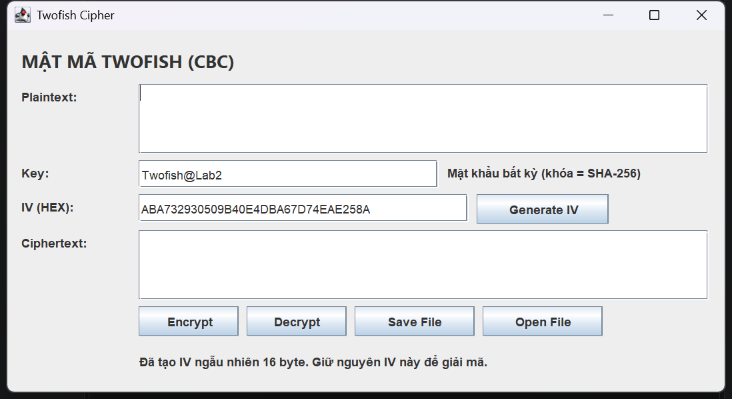 Twofish Cipher
MẬT MÃ TWOFISH (CBC)
Plaintext:
Key:
Twofish@Lab2
Mật khẩu bất kỳ (khóa = SHA-256)
IV (HEX):
ABA732930509B40E4DBA67D74EAE258A
Generate IV
Ciphertext:
Encrypt
Decrypt
Save File
Open File
Đã tạo IV ngẫu nhiên 16 byte. Giữ nguyên IV này để giải mã.